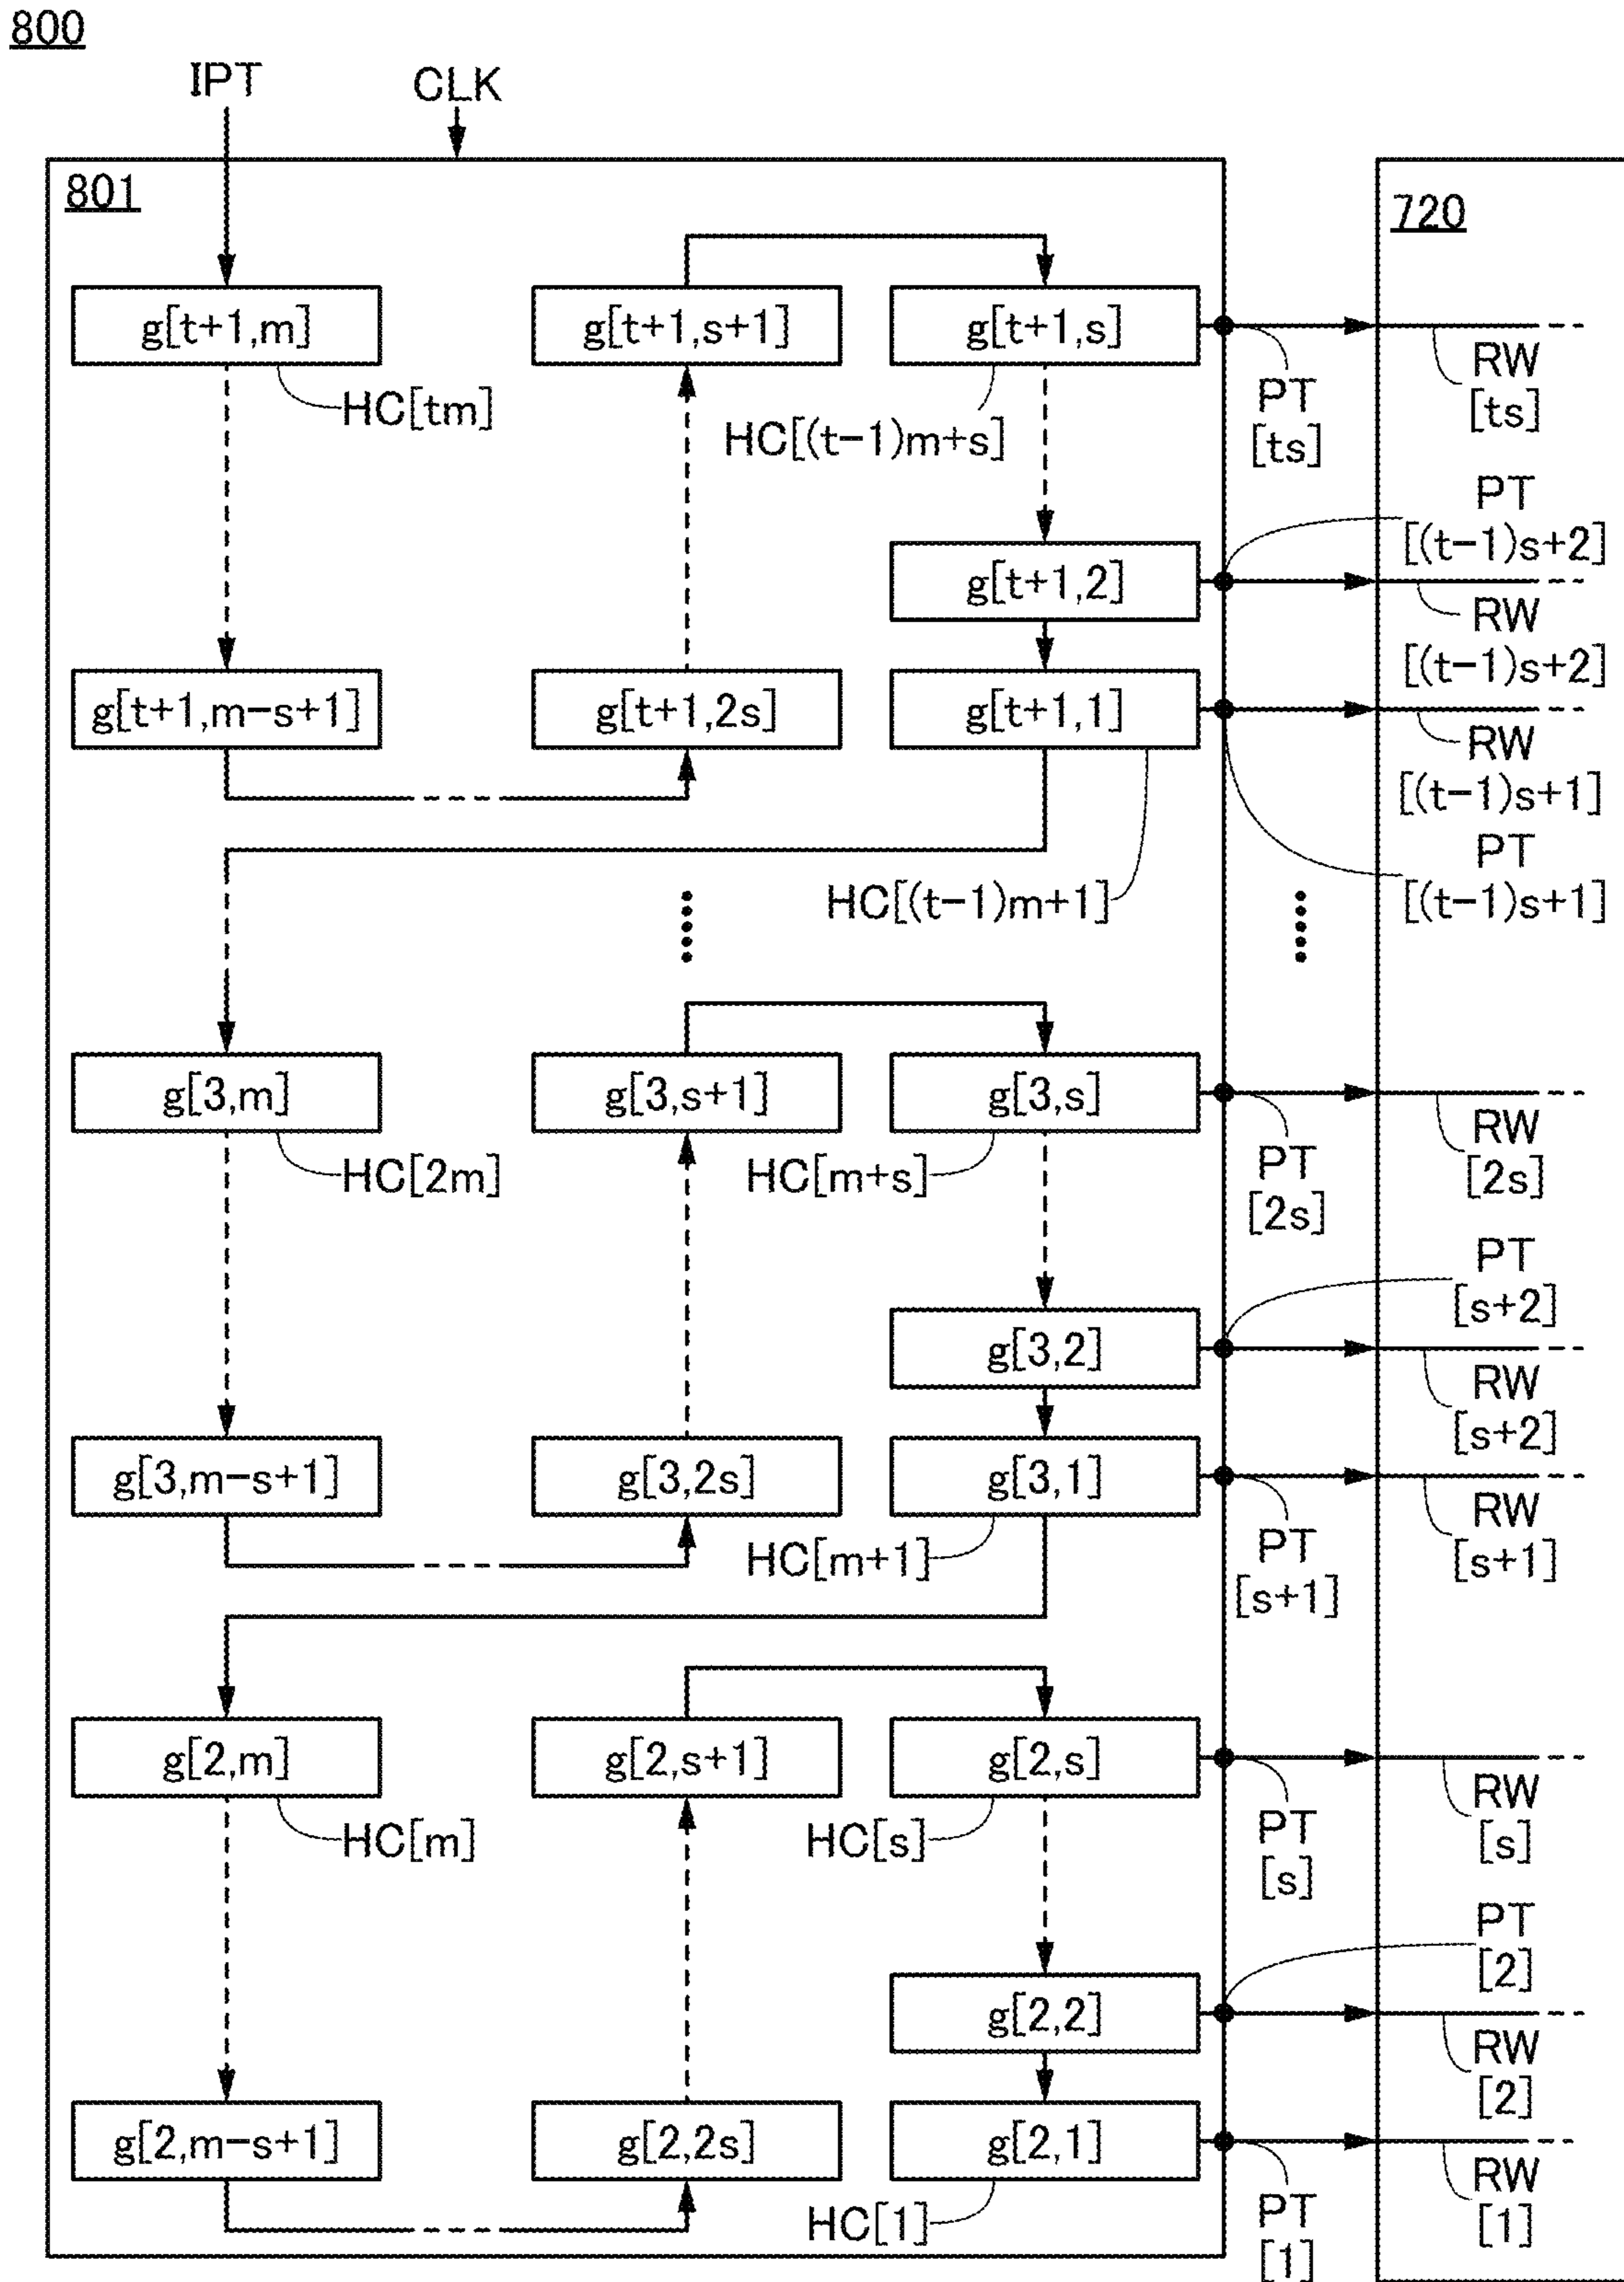 800
IPT
CLK
801
720
g[t+1,m]
g[t+1,s+1]
g[t+1,s]
HC[tm]
HC[(t−1)m+s]
PT
[ts]
RW
[ts]
PT
[(t−1)s+2]
g[t+1,2]
RW
[(t−1)s+2]
g[t+1,m−s+1]
g[t+1,2s]
g[t+1,1]
RW
[(t−1)s+1]
PT
[(t−1)s+1]
HC[(t−1)m+1]
g[3,m]
g[3,s+1]
g[3,s]
HC[2m]
HC[m+s]
PT
[2s]
RW
[2s]
PT
[s+2]
g[3,2]
RW
[s+2]
g[3,m−s+1]
g[3,2s]
g[3,1]
HC[m+1]
PT
[s+1]
RW
[s+1]
g[2,m]
g[2,s+1]
g[2,s]
HC[m]
HC[s]
PT
[s]
RW
[s]
PT
[2]
g[2,2]
RW
[2]
g[2,m−s+1]
g[2,2s]
g[2,1]
HC[1]
PT
[1]
RW
[1]